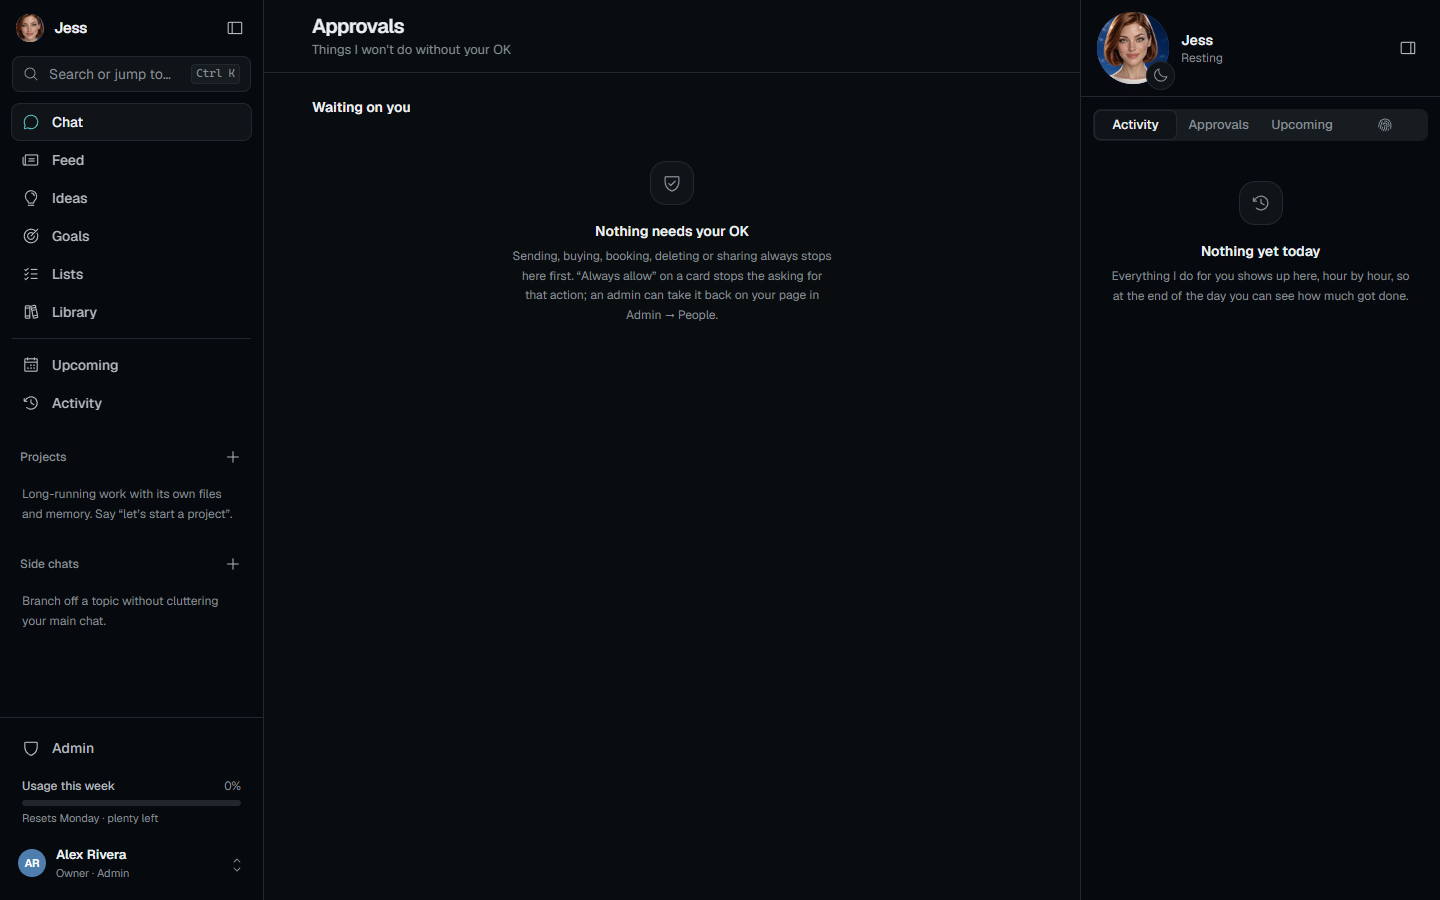 Jess
Search or jump to...
Ctrl K
Chat
Feed
Ideas
Goals
Lists
Library
Upcoming
Activity
Projects
Long-running work with its own files
and memory. Say “let’s start a project”.
Side chats
Branch off a topic without cluttering
your main chat.
Admin
Usage this week
0%
Resets Monday · plenty left
AR
Alex Rivera
Owner · Admin
Approvals
Things I won't do without your OK
Waiting on you
Nothing needs your OK
Sending, buying, booking, deleting or sharing always stops
here first. “Always allow” on a card stops the asking for
that action; an admin can take it back on your page in
Admin → People.
Jess
Resting
Activity
Approvals
Upcoming
Nothing yet today
Everything I do for you shows up here, hour by hour, so
at the end of the day you can see how much got done.